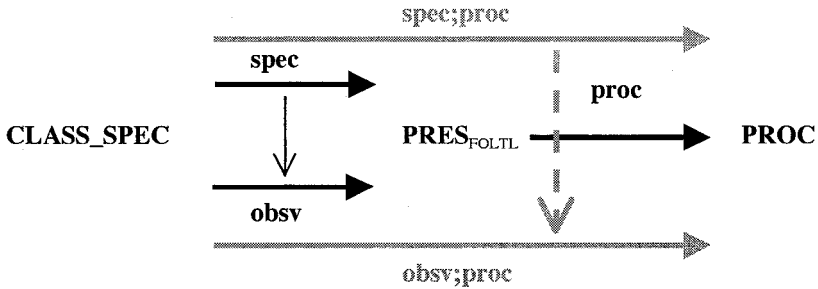 spec;proc
spec
proc
CLASS_SPEC PRES_FOLTL PROC
obsv
obsv;proc